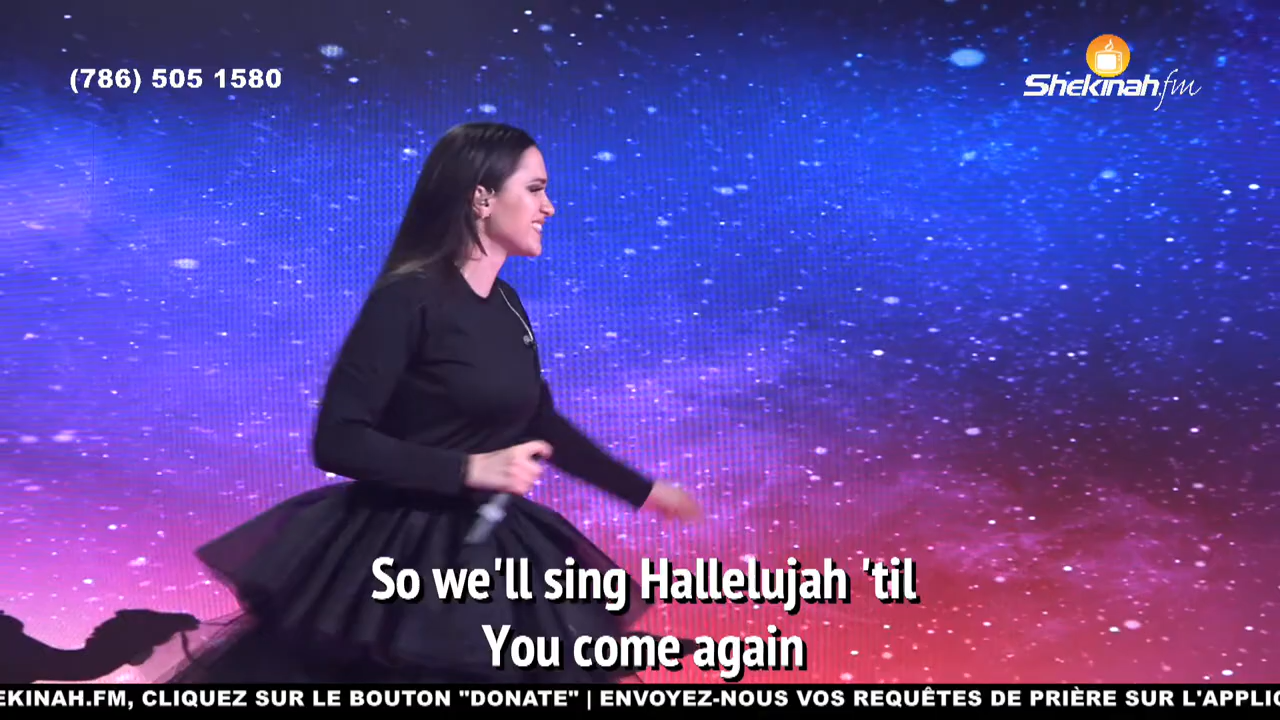 (786) 505 1580
Shekinah.fm
So we'll sing Hallelujah 'til
You come again
EKINAH.FM, CLIQUEZ SUR LE BOUTON "DONATE" | ENVOYEZ-NOUS VOS REQUÊTES DE PRIÈRE SUR L'APPLIC